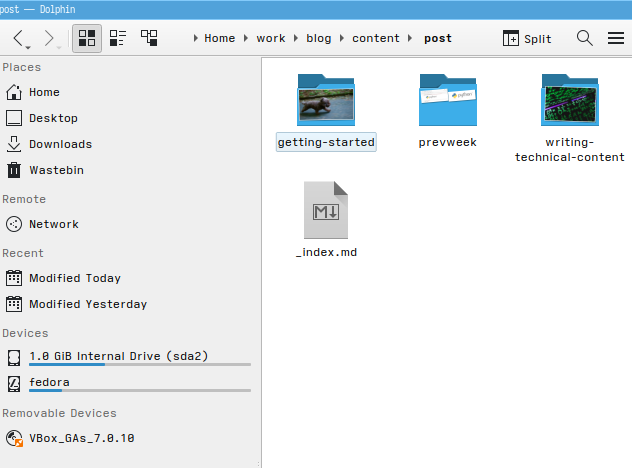 post — Dolphin
Home work blog content post
Split
Places
Home
Desktop
Downloads
Wastebin
Remote
Network
Recent
Modified Today
Modified Yesterday
Devices
1.0 GiB Internal Drive (sda2)
fedora
Removable Devices
VBox_GAs_7.0.10
getting-started
prevweek
python
writing-
technical-content
M
_index.md